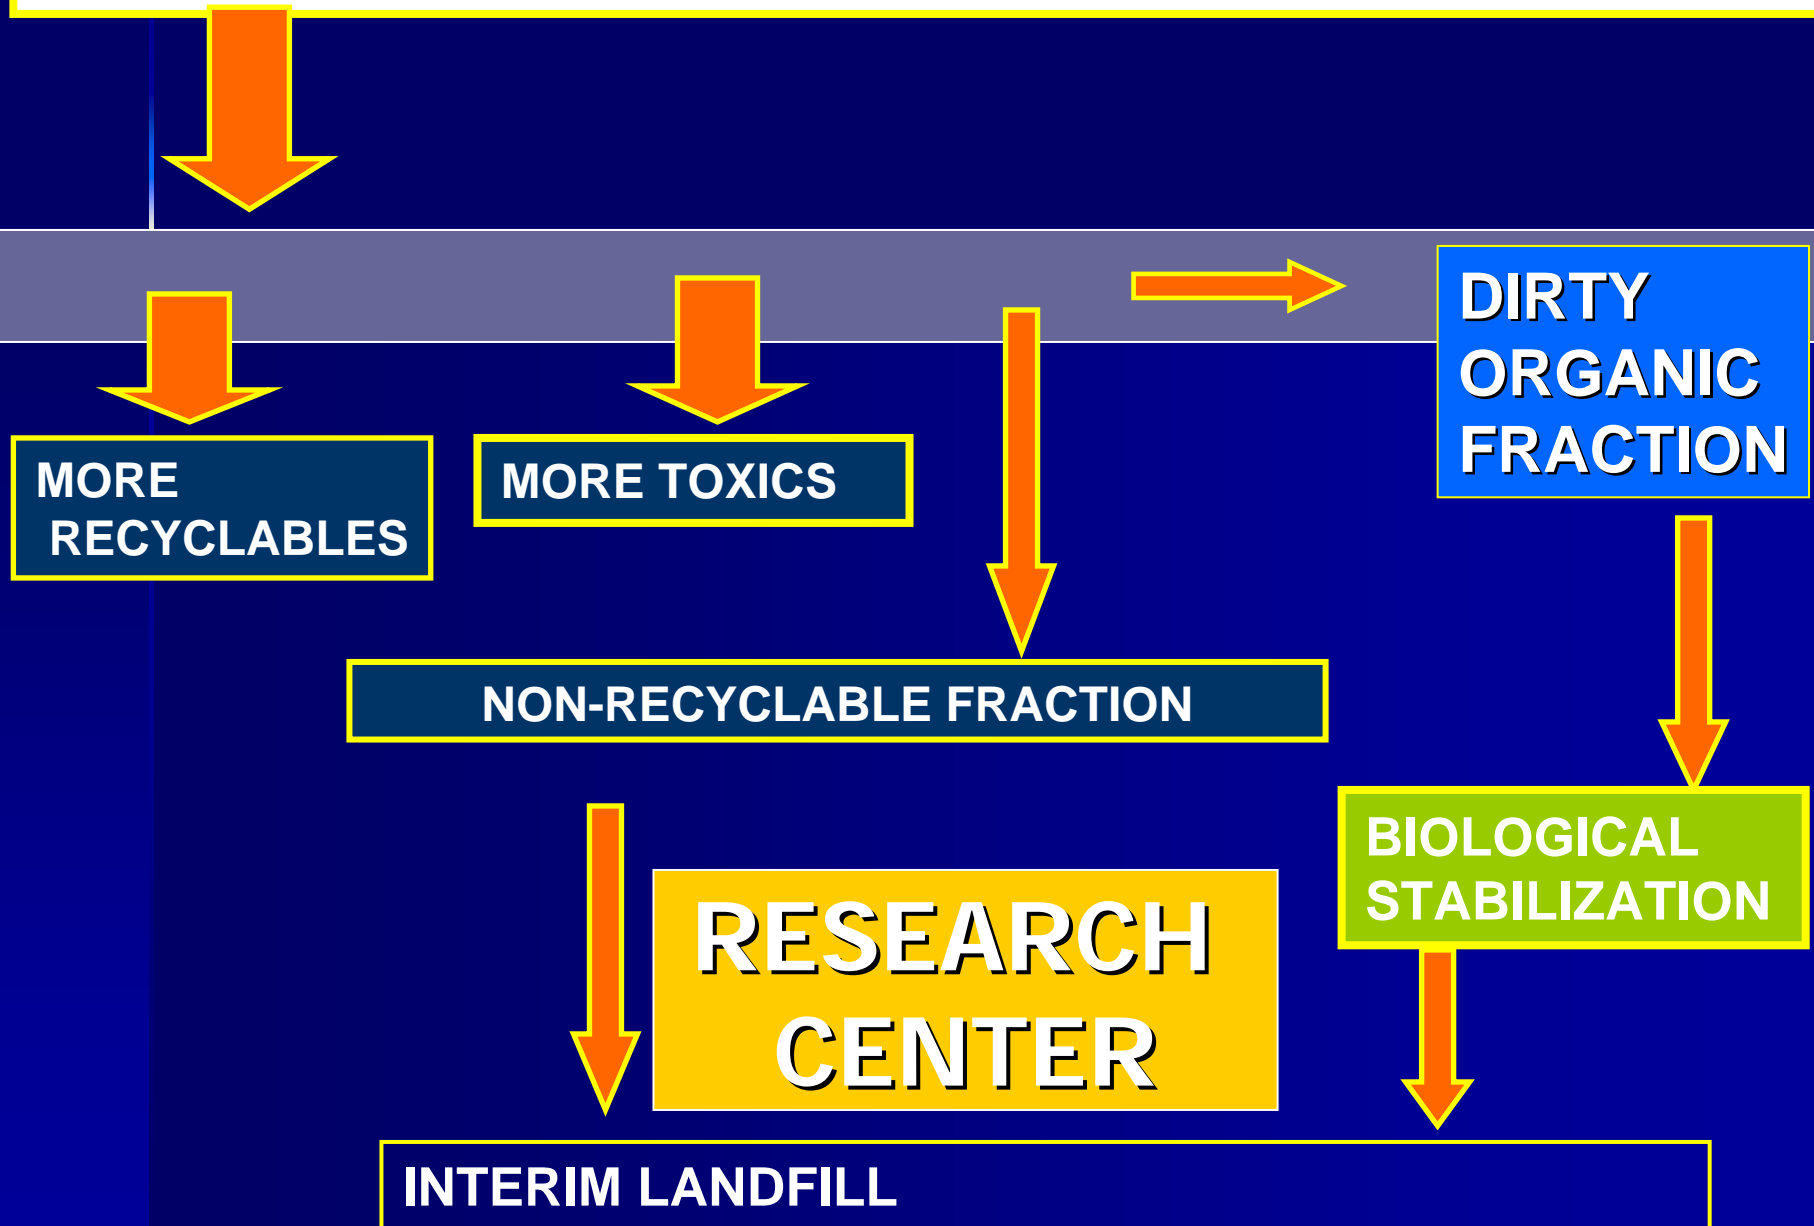 DIRTY
ORGANIC
FRACTION
MORE
RECYCLABLES
MORE TOXICS
NON-RECYCLABLE FRACTION
BIOLOGICAL
STABILIZATION
RESEARCH
CENTER
INTERIM LANDFILL